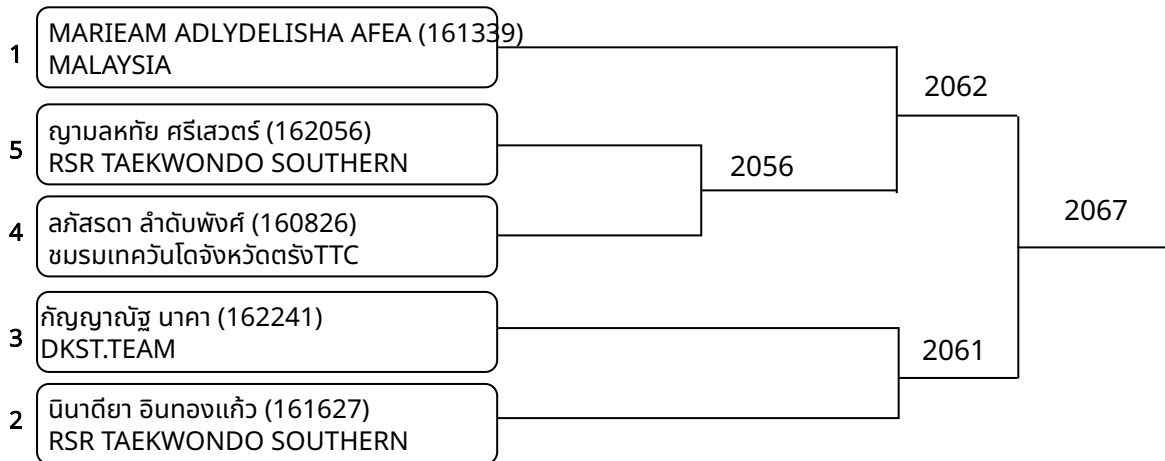 1
MARIEAM ADLYDELISHA AFEA (161339)
MALAYSIA
2062
5
ญามลหทัย ศรีเสวตร์ (162056)
RSR TAEKWONDO SOUTHERN
2056
4
ลภัสรดา ลำดับพังศ์ (160826)
ชมรมเทควันโดจังหวัดตรังTTC
2067
3
กัญญาณัฐ นาคา (162241)
DKST.TEAM
2061
2
นินาดียา อินทองแก้ว (161627)
RSR TAEKWONDO SOUTHERN